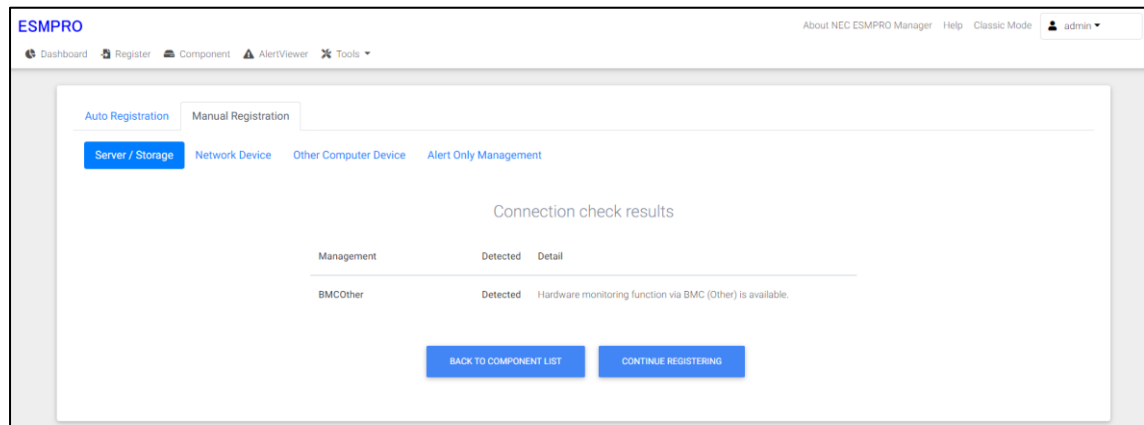 ESMPRO
About NEC ESMPRO Manager Help Classic Mode admin
Dashboard Register Component AlertViewer Tools
Auto Registration Manual Registration
Server / Storage Network Device Other Computer Device Alert Only Management
Connection check results
Management Detected Detail
BMCOther Detected Hardware monitoring function via BMC (Other) is available.
BACK TO COMPONENT LIST CONTINUE REGISTERING